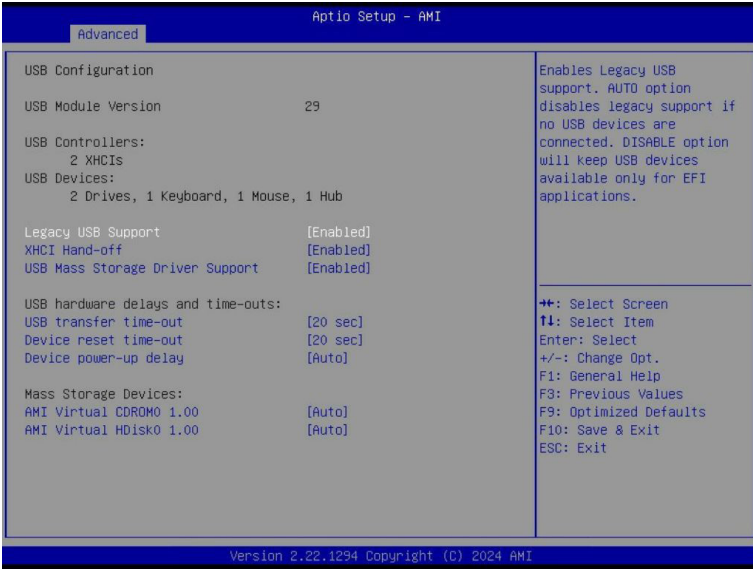 Aptio Setup – AMI
Advanced
USB Configuration
USB Module Version 29
USB Controllers:
2 XHCIs
USB Devices:
2 Drives, 1 Keyboard, 1 Mouse, 1 Hub
Legacy USB Support [Enabled]
XHCI Hand-off [Enabled]
USB Mass Storage Driver Support [Enabled]
USB hardware delays and time-outs:
USB transfer time-out [20 sec]
Device reset time-out [20 sec]
Device power-up delay [Auto]
Mass Storage Devices:
AMI Virtual CDROM0 1.00 [Auto]
AMI Virtual HDisk0 1.00 [Auto]
Enables Legacy USB
support. AUTO option
disables legacy support if
no USB devices are
connected. DISABLE option
will keep USB devices
available only for EFI
applications.
→←: Select Screen
↑↓: Select Item
Enter: Select
+/-: Change Opt.
F1: General Help
F3: Previous Values
F9: Optimized Defaults
F10: Save & Exit
ESC: Exit
Version 2.22.1294 Copyright (C) 2024 AMI